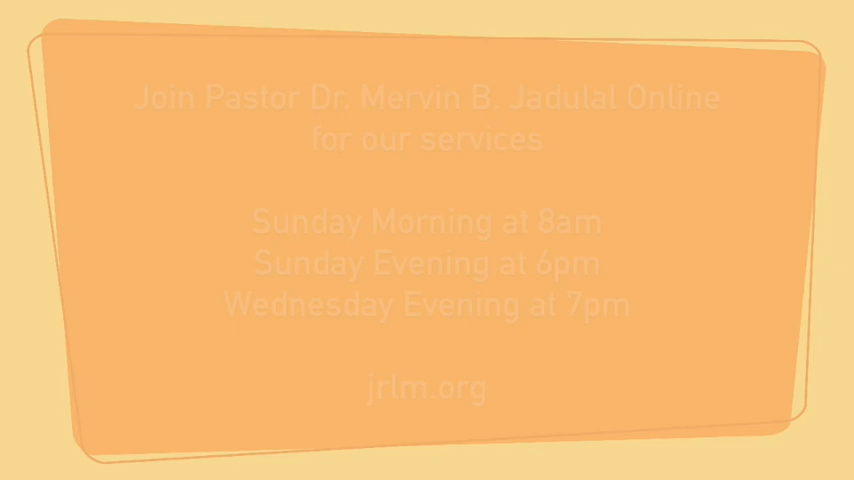 Join Pastor Dr. Mervin B. Jadulal Online
for our services
Sunday Morning at 8am
Sunday Evening at 6pm
Wednesday Evening at 7pm
jrlm.org